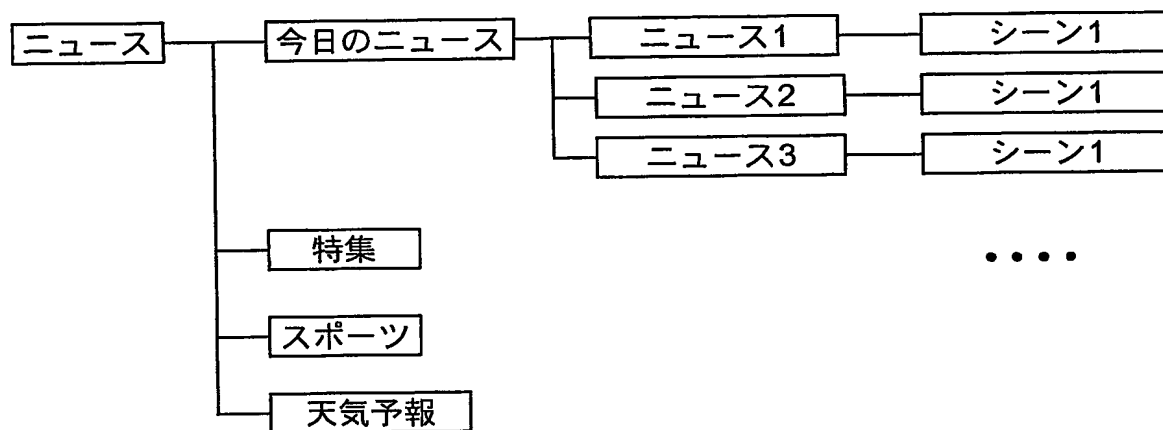 ニュース 今日のニュース ニュース1 シーン1
ニュース2 シーン1
ニュース3 シーン1
特集
・・・・
スポーツ
天気予報